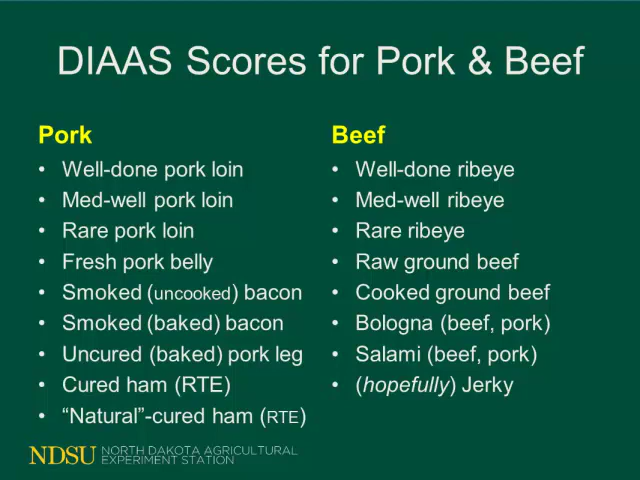 DIAAS Scores for Pork & Beef
Pork
• Well-done pork loin
• Med-well pork loin
• Rare pork loin
• Fresh pork belly
• Smoked (uncooked) bacon
• Smoked (baked) bacon
• Uncured (baked) pork leg
• Cured ham (RTE)
• “Natural”-cured ham (RTE)
Beef
• Well-done ribeye
• Med-well ribeye
• Rare ribeye
• Raw ground beef
• Cooked ground beef
• Bologna (beef, pork)
• Salami (beef, pork)
• (hopefully) Jerky
NDSU
NORTH DAKOTA AGRICULTURAL
EXPERIMENT STATION